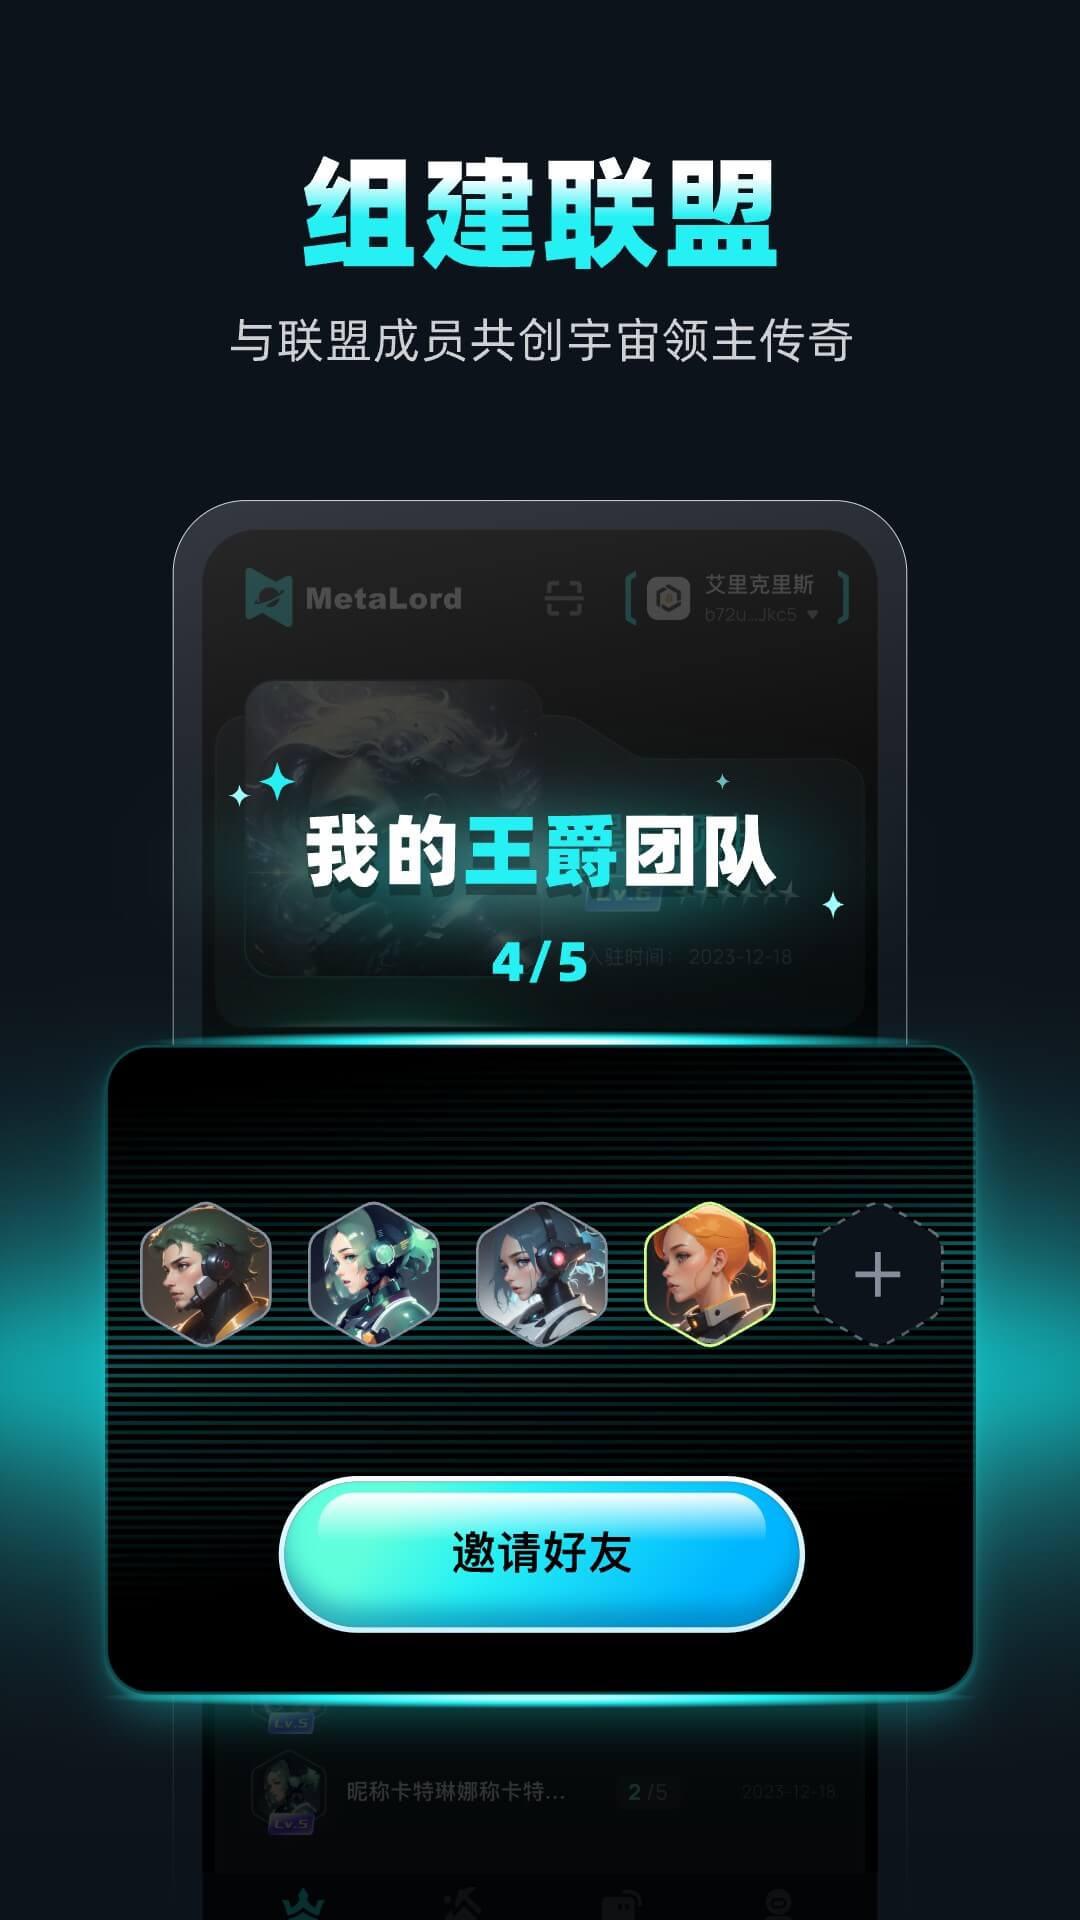 组建联盟
与联盟成员共创宇宙领主传奇
MetaLord
艾里克里斯
b72u...Jkc5
我的王爵团队
Lv.6
4/5
入驻时间： 2023-12-18
邀请好友
Lv.5
昵称卡特琳娜称卡特... 2/5 2023-12-18
Lv.5